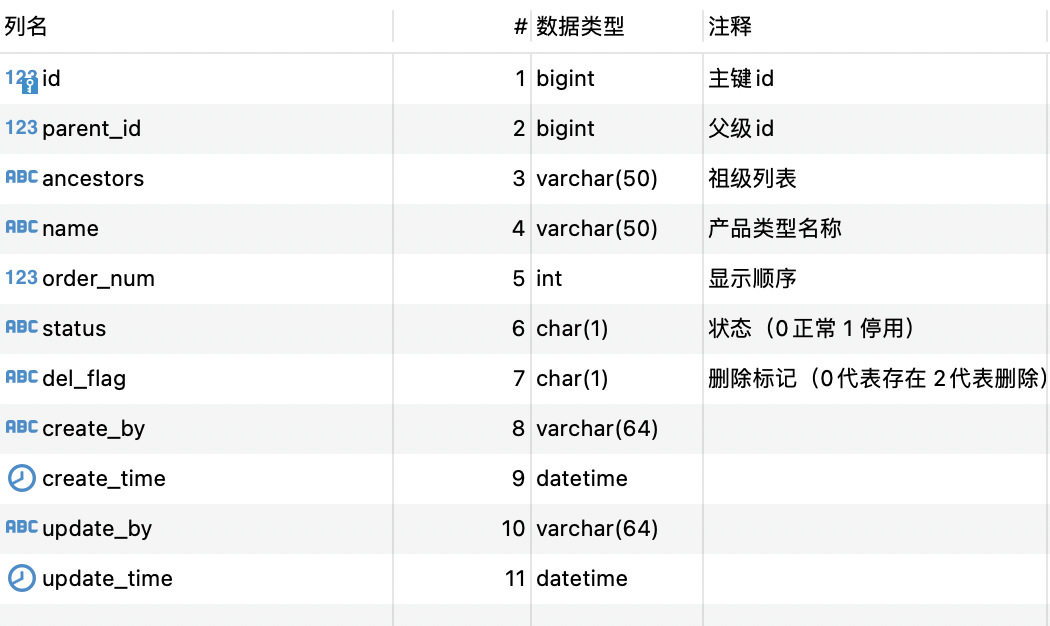 列名 # 数据类型 注释
123 id 1 bigint 主键id
123 parent_id 2 bigint 父级id
ABC ancestors 3 varchar(50) 祖级列表
ABC name 4 varchar(50) 产品类型名称
123 order_num 5 int 显示顺序
ABC status 6 char(1) 状态（0正常 1停用）
ABC del_flag 7 char(1) 删除标记（0代表存在 2代表删除）
ABC create_by 8 varchar(64)
create_time 9 datetime
ABC update_by 10 varchar(64)
update_time 11 datetime